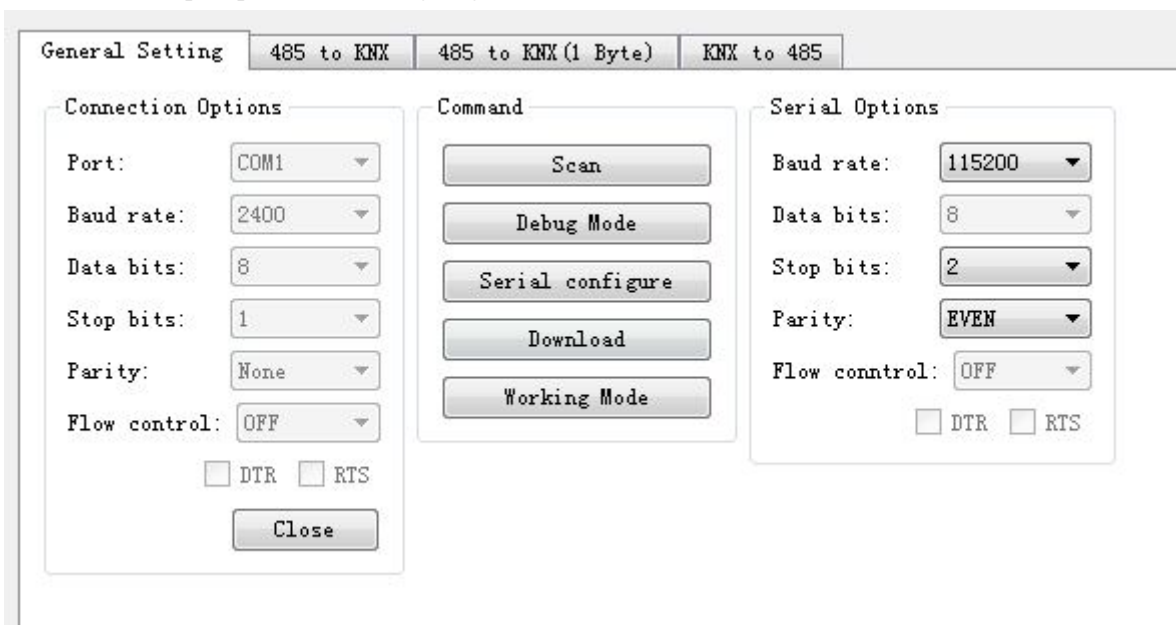 General Setting
485 to KNX
485 to KNX(1 Byte)
KNX to 485
Connection Options
Port: COM1
Baud rate: 2400
Data bits: 8
Stop bits: 1
Parity: None
Flow control: OFF
DTR RTS
Close
Command
Scan
Debug Mode
Serial configure
Download
Working Mode
Serial Options
Baud rate: 115200
Data bits: 8
Stop bits: 2
Parity: EVEN
Flow conntrol: OFF
DTR RTS